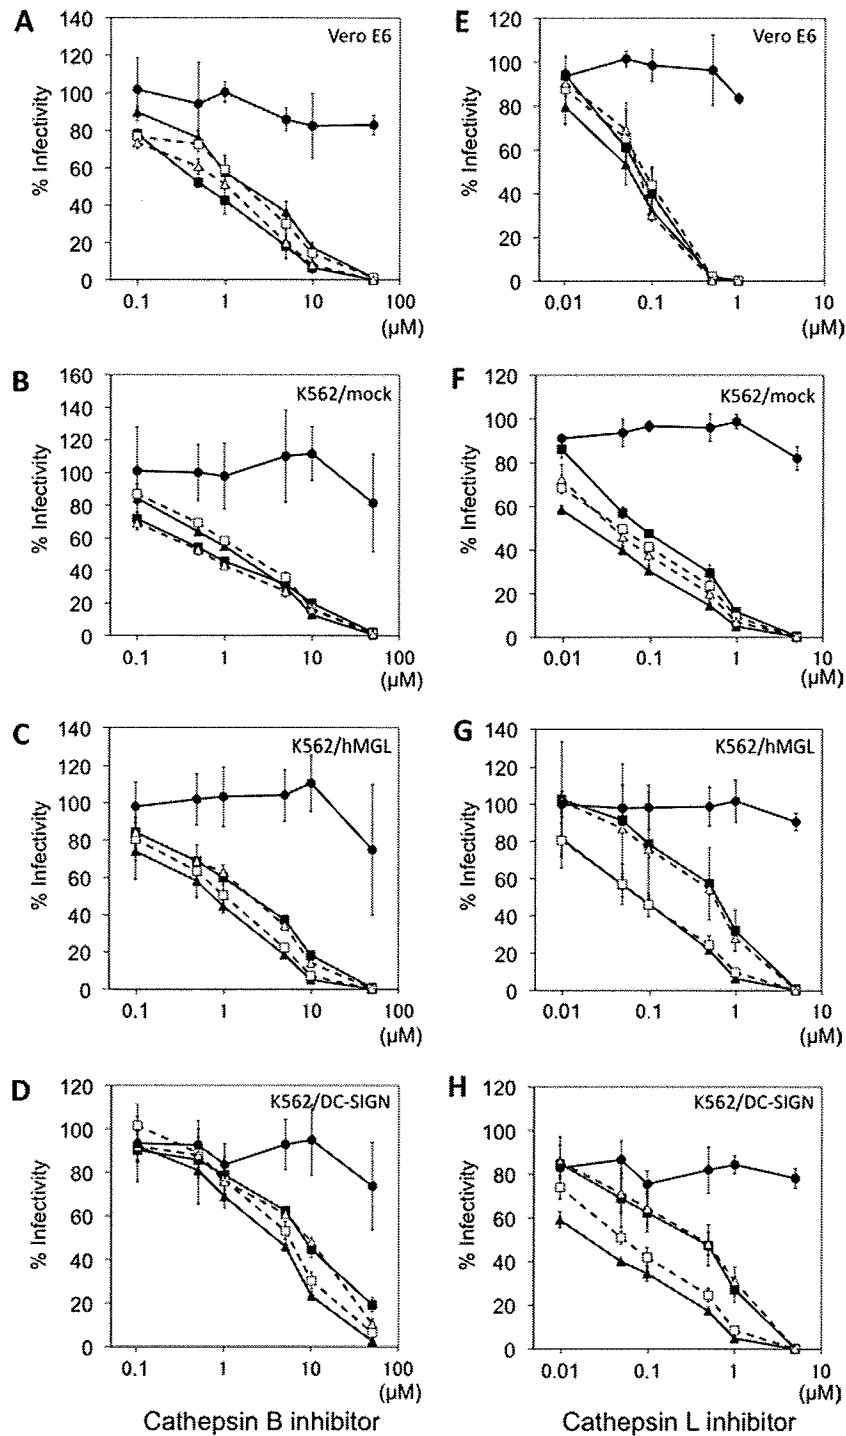 A
Vero E6
% Infectivity
140
120
100
80
60
40
20
0
0.1
1
10
100
(µM)
E
Vero E6
% Infectivity
120
100
80
60
40
20
0
0.01
0.1
1
10
(µM)
B
K562/mock
% Infectivity
160
140
120
100
80
60
40
20
0
0.1
1
10
100
(µM)
F
K562/mock
% Infectivity
120
100
80
60
40
20
0
0.01
0.1
1
10
(µM)
C
K562/hMGL
% Infectivity
140
120
100
80
60
40
20
0
0.1
1
10
100
(µM)
G
K562/hMGL
% Infectivity
140
120
100
80
60
40
20
0
0.01
0.1
1
10
(µM)
D
K562/DC-SIGN
% Infectivity
120
100
80
60
40
20
0
0.1
1
10
100
(µM)
Cathepsin B inhibitor
H
K562/DC-SIGN
% Infectivity
120
100
80
60
40
20
0
0.01
0.1
1
10
(µM)
Cathepsin L inhibitor